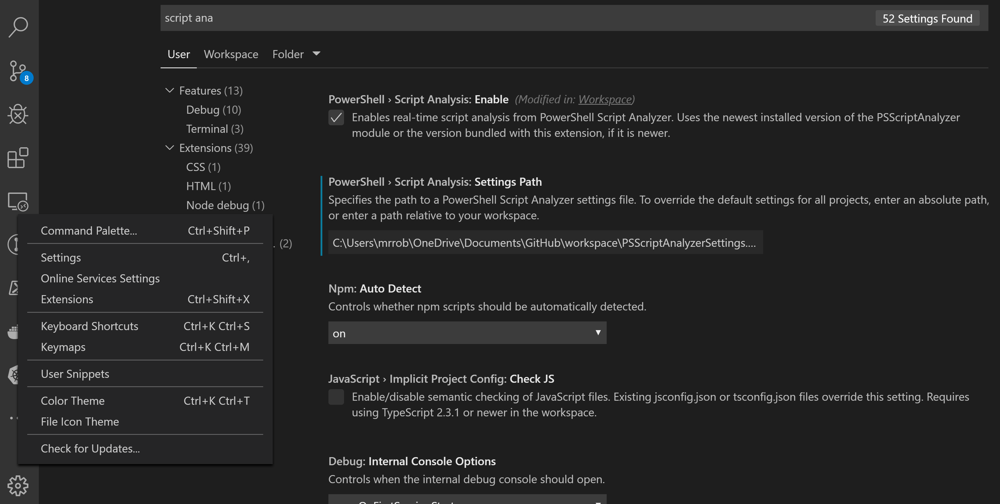 script ana
52 Settings Found
User Workspace Folder
8
Features (13)
Debug (10)
Terminal (3)
Extensions (39)
CSS (1)
HTML (1)
Node debug (1)
. (2)
Command Palette... Ctrl+Shift+P
Settings Ctrl+,
Online Services Settings
Extensions Ctrl+Shift+X
Keyboard Shortcuts Ctrl+K Ctrl+S
Keymaps Ctrl+K Ctrl+M
User Snippets
Color Theme Ctrl+K Ctrl+T
File Icon Theme
Check for Updates...
PowerShell › Script Analysis: Enable (Modified in: Workspace)
Enables real-time script analysis from PowerShell Script Analyzer. Uses the newest installed version of the PSScriptAnalyzer
module or the version bundled with this extension, if it is newer.
PowerShell › Script Analysis: Settings Path
Specifies the path to a PowerShell Script Analyzer settings file. To override the default settings for all projects, enter an absolute path,
or enter a path relative to your workspace.
C:\Users\mrrob\OneDrive\Documents\GitHub\workspace\PSScriptAnalyzerSettings....
Npm: Auto Detect
Controls whether npm scripts should be automatically detected.
on
JavaScript › Implicit Project Config: Check JS
Enable/disable semantic checking of JavaScript files. Existing jsconfig.json or tsconfig.json files override this setting. Requires
using TypeScript 2.3.1 or newer in the workspace.
Debug: Internal Console Options
Controls when the internal debug console should open.